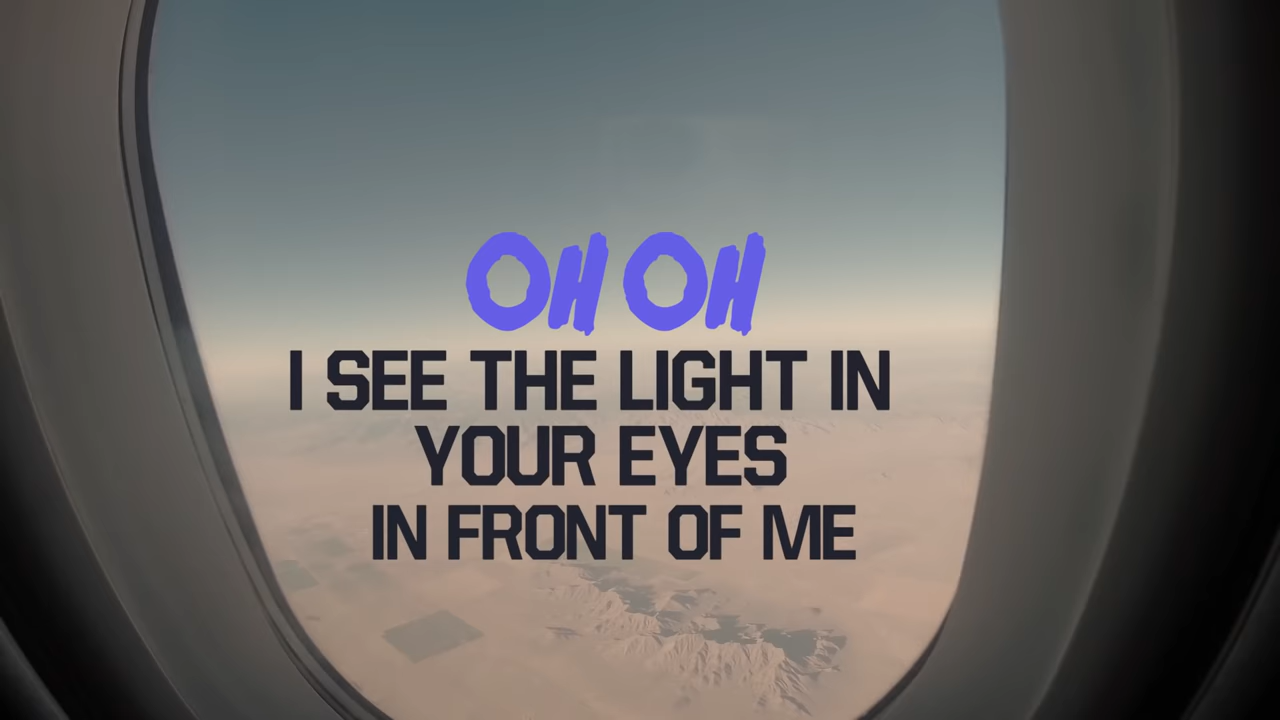 OH OH
I SEE THE LIGHT IN
YOUR EYES
IN FRONT OF ME